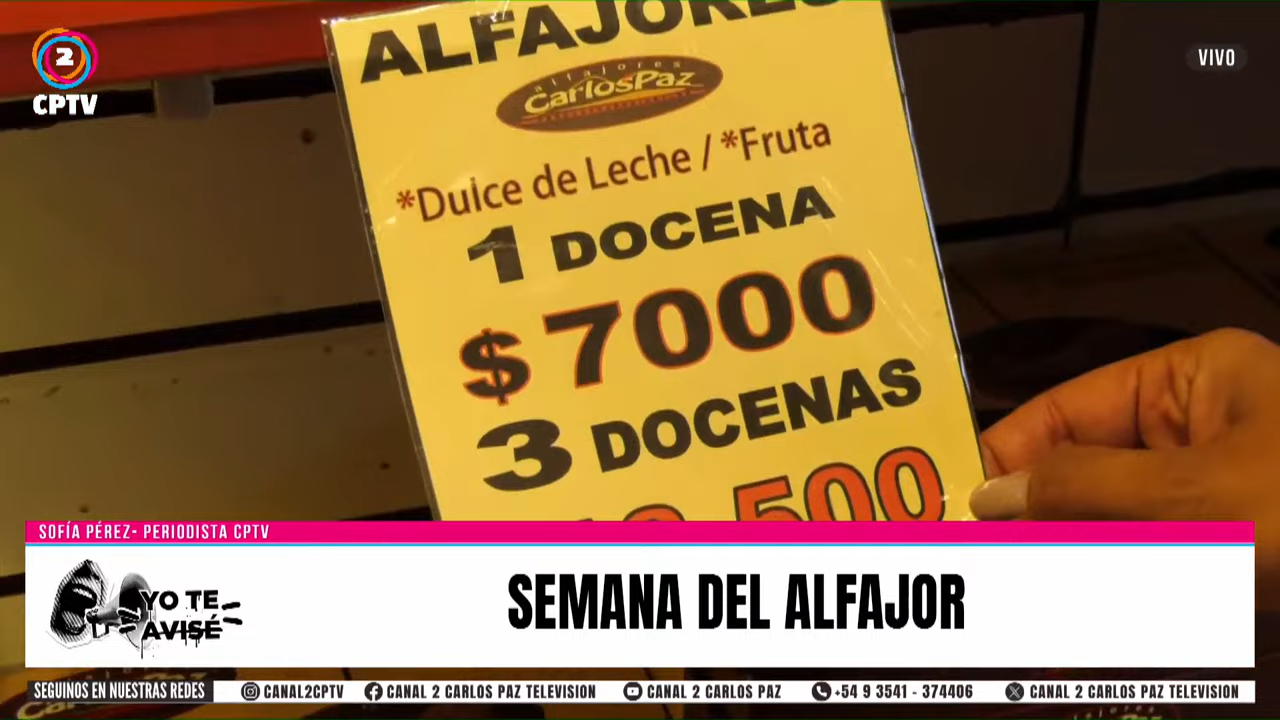 2
CPTV
VIVO
ALFAJORES
alfajores
CarlosPaz
*Dulce de Leche / *Fruta
1 DOCENA
$ 7000
3 DOCENAS
500
SOFÍA PÉREZ- PERIODISTA CPTV
YO TE
AVISÉ
SEMANA DEL ALFAJOR
SEGUINOS EN NUESTRAS REDES CANAL2CPTV CANAL 2 CARLOS PAZ TELEVISION CANAL 2 CARLOS PAZ +54 9 3541 - 374406 CANAL 2 CARLOS PAZ TELEVISION